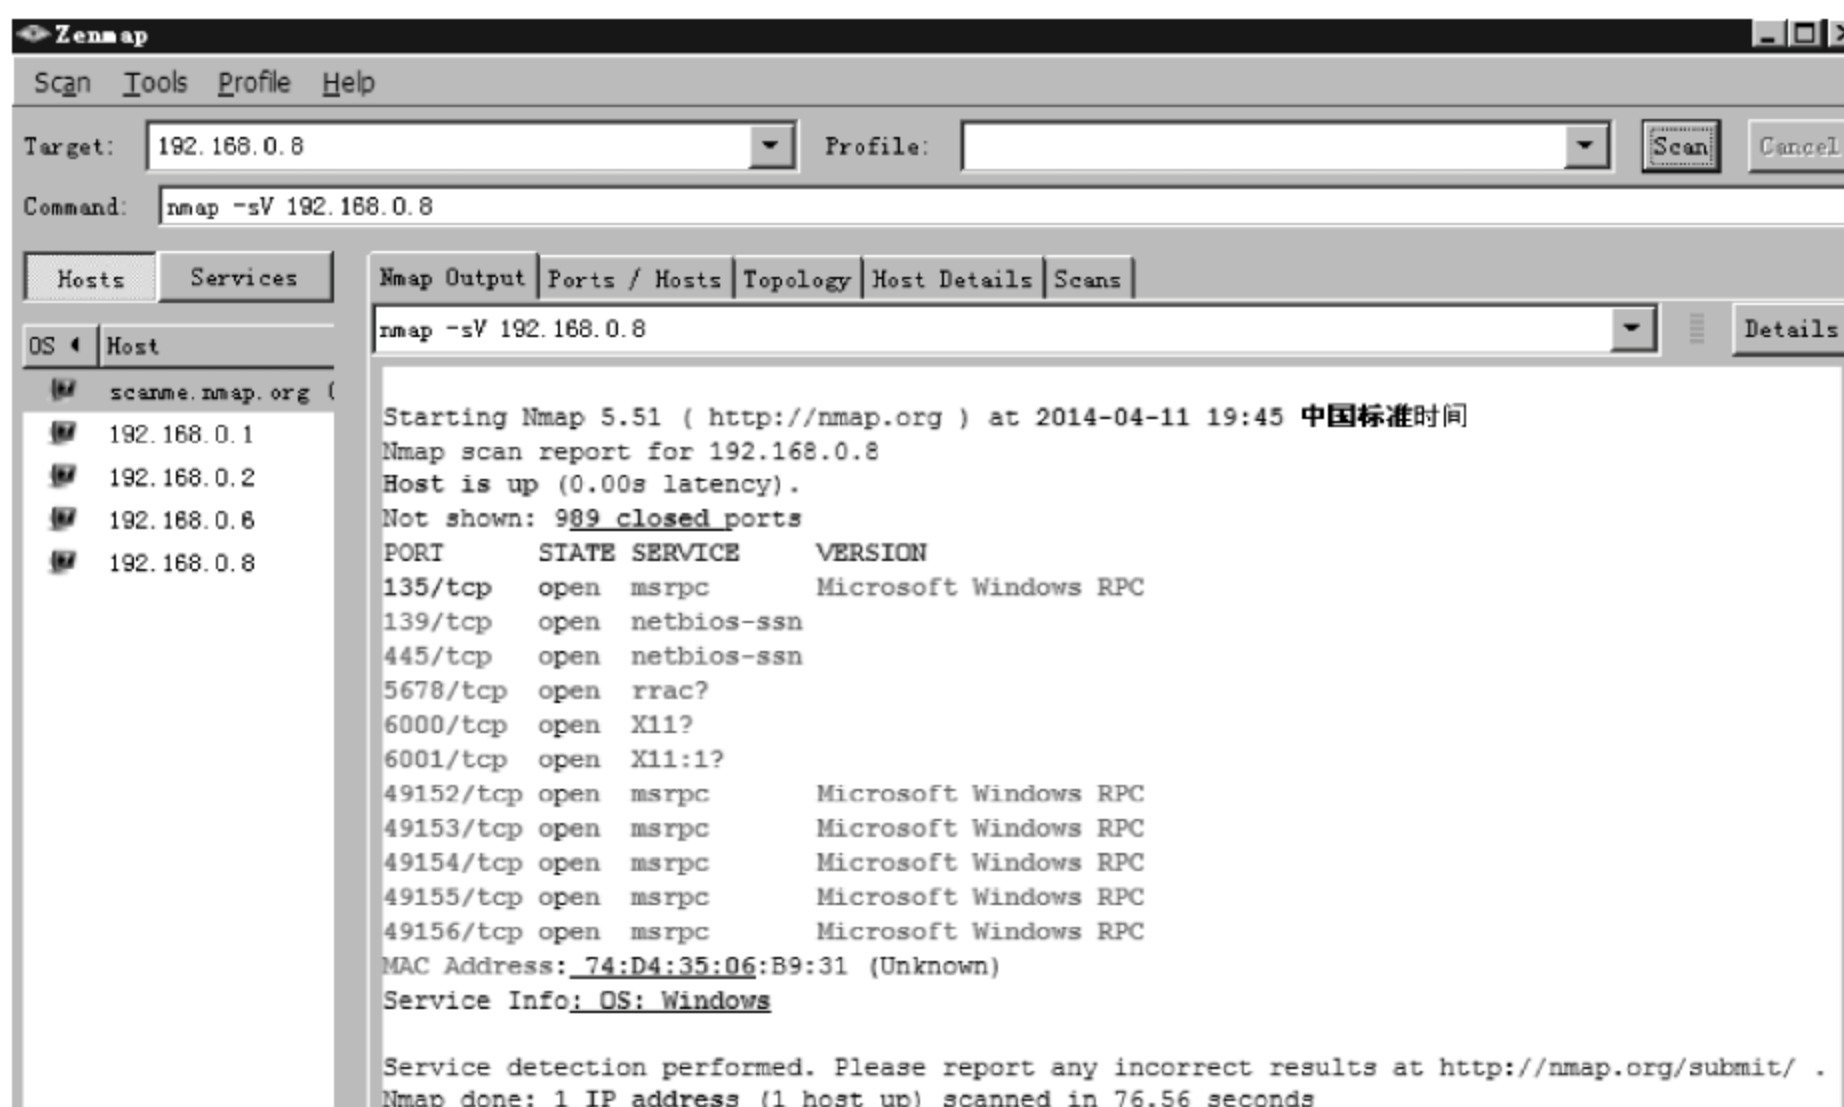 Zenmap
Scan Tools Profile Help
Target: 192.168.0.8 Profile: Scan Cancel
Command: nmap -sV 192.168.0.8
Hosts Services Nmap Output Ports / Hosts Topology Host Details Scans
nmap -sV 192.168.0.8 Details
OS Host
scanme.nmap.org (
192.168.0.1
192.168.0.2
192.168.0.6
192.168.0.8
Starting Nmap 5.51 ( http://nmap.org ) at 2014-04-11 19:45 中国标准时间
Nmap scan report for 192.168.0.8
Host is up (0.00s latency).
Not shown: 989 closed ports
PORT STATE SERVICE VERSION
135/tcp open msrpc Microsoft Windows RPC
139/tcp open netbios-ssn
445/tcp open netbios-ssn
5678/tcp open rrac?
6000/tcp open X11?
6001/tcp open X11:1?
49152/tcp open msrpc Microsoft Windows RPC
49153/tcp open msrpc Microsoft Windows RPC
49154/tcp open msrpc Microsoft Windows RPC
49155/tcp open msrpc Microsoft Windows RPC
49156/tcp open msrpc Microsoft Windows RPC
MAC Address: 74:D4:35:06:B9:31 (Unknown)
Service Info: OS: Windows
Service detection performed. Please report any incorrect results at http://nmap.org/submit/ .
Nmap done: 1 IP address (1 host up) scanned in 76.56 seconds